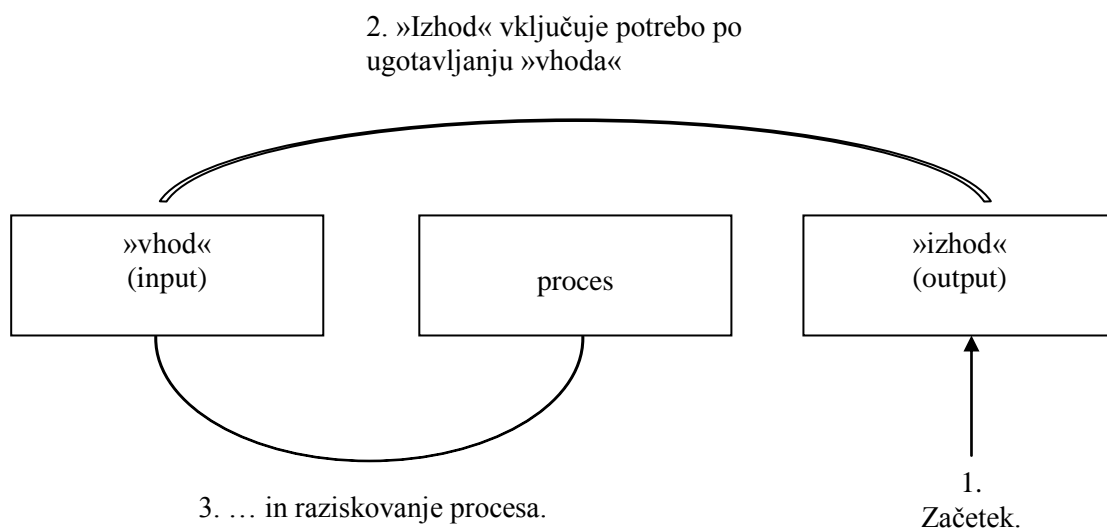 2. »Izhod« vključuje potrebo po
ugotavljanju »vhoda«
»vhod«
(input)
proces
»izhod«
(output)
3. … in raziskovanje procesa.
1.
Začetek.